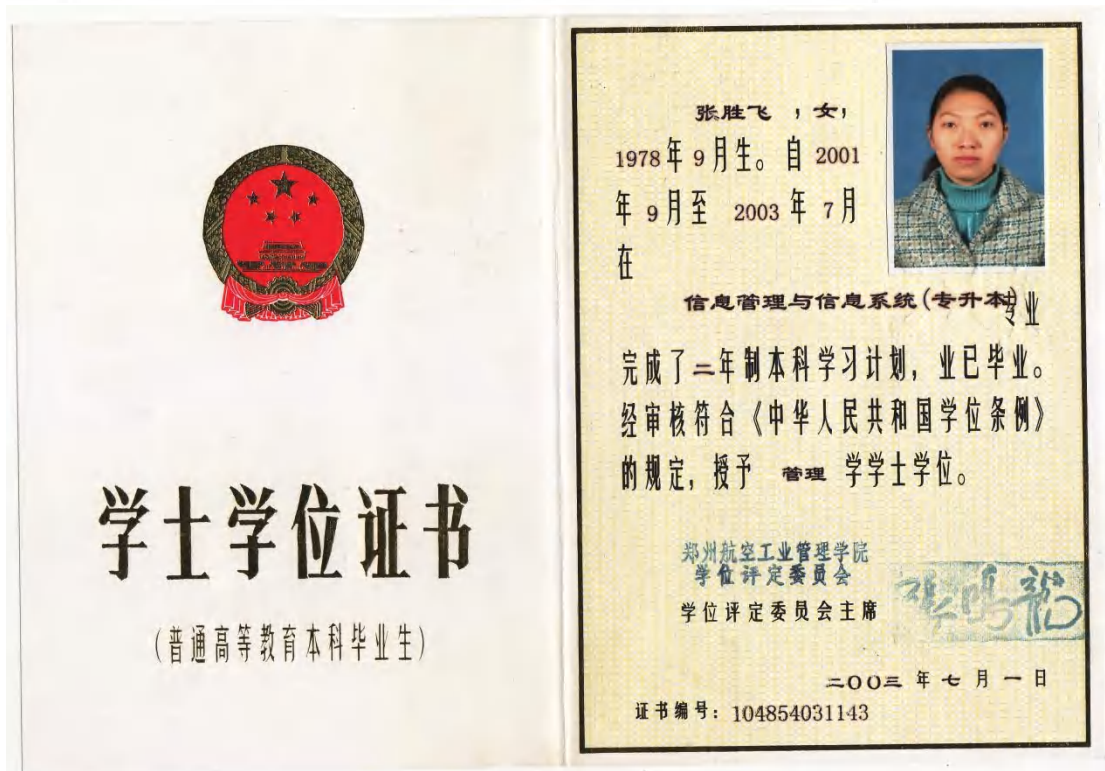 学士学位证书
(普通高等教育本科毕业生)
张胜飞 ，女，
1978年9月生。自2001
年9月至 2003年7月
在
信息管理与信息系统(专升本)专业
完成了二年制本科学习计划，业已毕业。
经审核符合《中华人民共和国学位条例》
的规定，授予 管理 学学士学位。
郑州航空工业管理学院
学位评定委员会
学位评定委员会主席
二〇〇三年七月一日
证书编号：104854031143